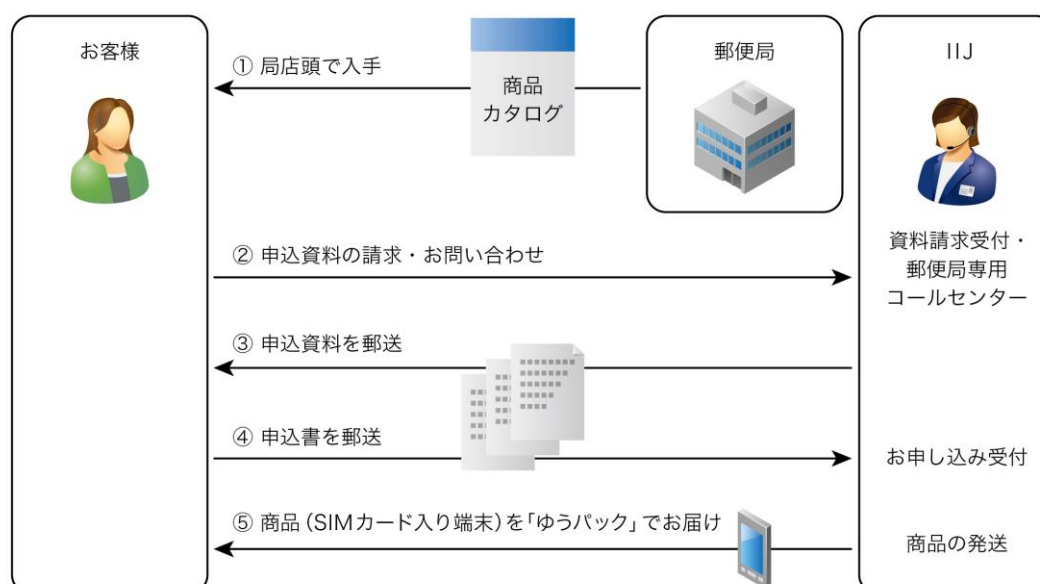 お客様
郵便局
IIJ
① 局店頭で入手
商品
カタログ
② 申込資料の請求・お問い合わせ
資料請求受付・
郵便局専用
コールセンター
③ 申込資料を郵送
④ 申込書を郵送
お申し込み受付
⑤ 商品(SIMカード入り端末)を「ゆうパック」でお届け
商品の発送